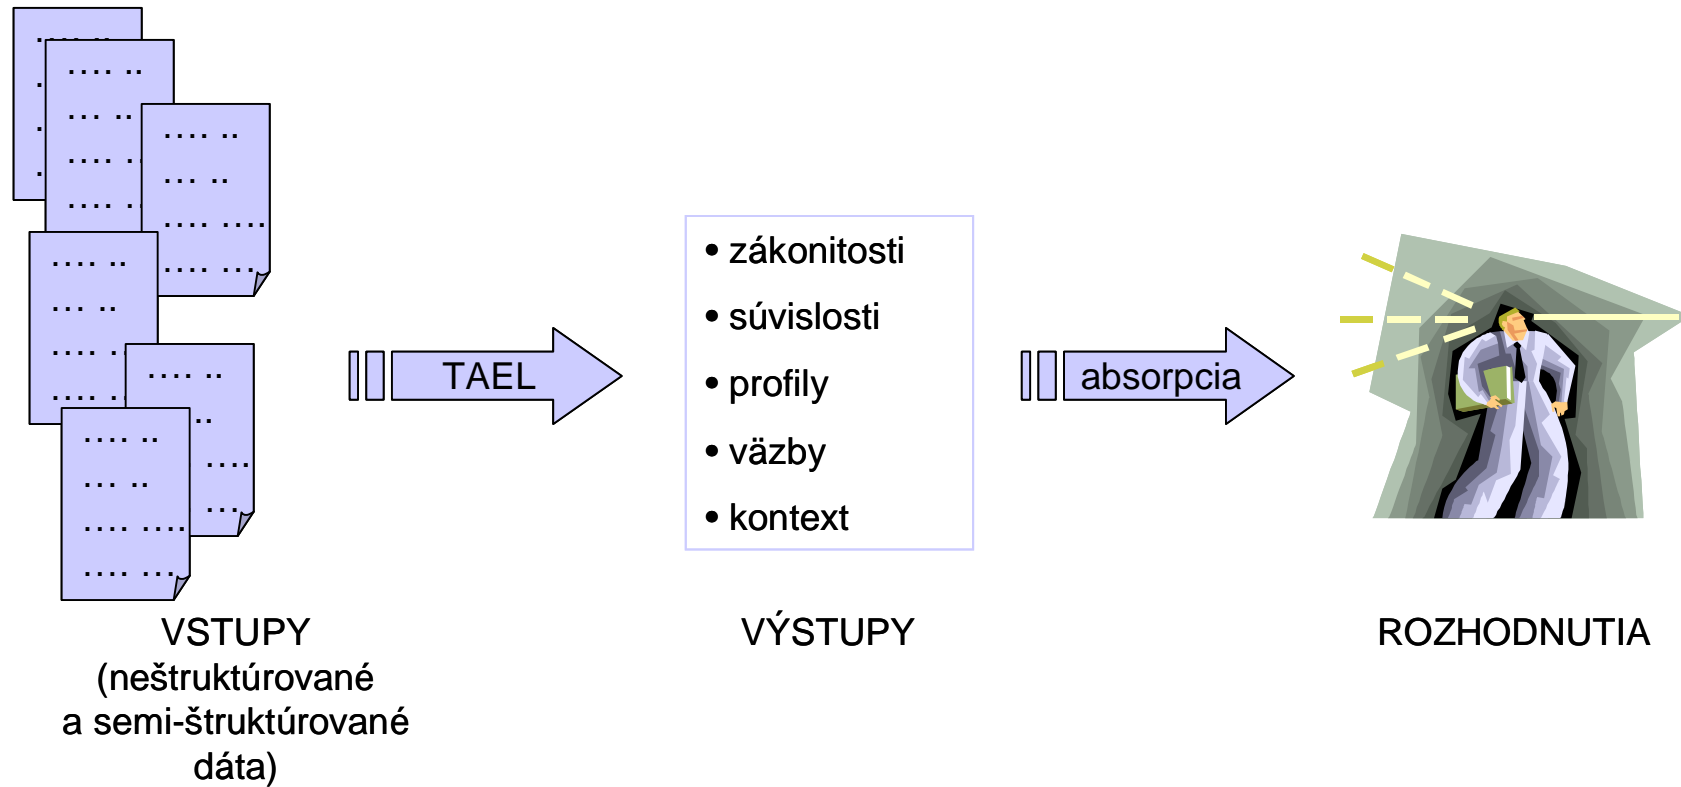 TAEL
• zákonitosti
• súvislosti
• profily
• väzby
• kontext
absorpcia
VSTUPY
(neštruktúrované
a semi-štruktúrované
dáta)
VÝSTUPY
ROZHODNUTIA